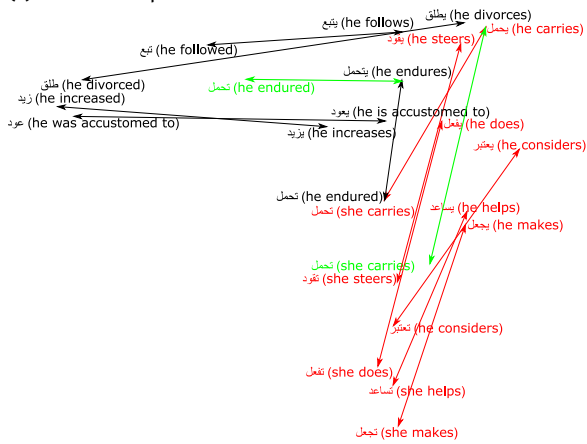 يطلق (he divorces)
يتبع (he follows)
يحمل (he carries)
يقود (he steers)
تبع (he followed)
يتحمل (he endures)
طلق (he divorced)
تحمل (he endured)
زيد (he increased)
يعود (he is accustomed to)
عود (he was accustomed to)
يفعل (he does)
يزيد (he increases)
يعتبر (he considers)
تحمل (he endured)
تحمل (she carries)
يساعد (he helps)
يجعل (he makes)
تحمل (she carries)
تقود (she steers)
تعتبر (he considers)
تفعل (she does)
تساعد (she helps)
تجعل (she makes)